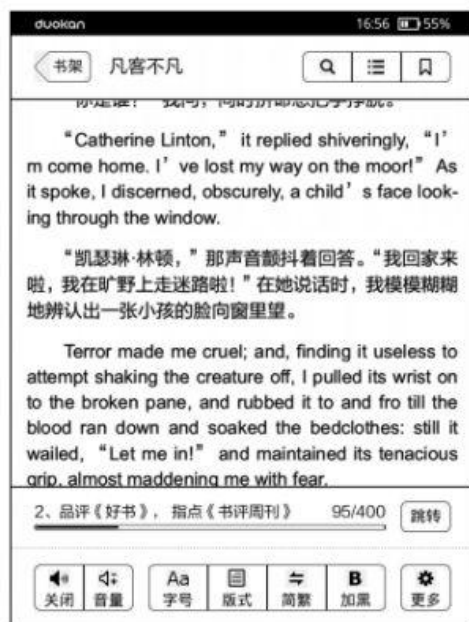 duokan 16:56 55%
书架 凡客不凡
“Catherine Linton,” it replied shiveringly, “I’
m come home. I’ve lost my way on the moor!” As
it spoke, I discerned, obscurely, a child’s face look-
ing through the window.
“凯瑟琳·林顿，”那声音颤抖着回答。“我回家来
啦，我在旷野上走迷路啦！”在她说话时，我模模糊糊
地辨认出一张小孩的脸向窗里望。
Terror made me cruel; and, finding it useless to
attempt shaking the creature off, I pulled its wrist on
to the broken pane, and rubbed it to and fro till the
blood ran down and soaked the bedclothes: still it
wailed, “Let me in!” and maintained its tenacious
grip, almost maddening me with fear.
2、品评《好书》，指点《书评周刊》 95/400 跳转
Aa B
关闭 音量 字号 版式 简繁 加黑 更多